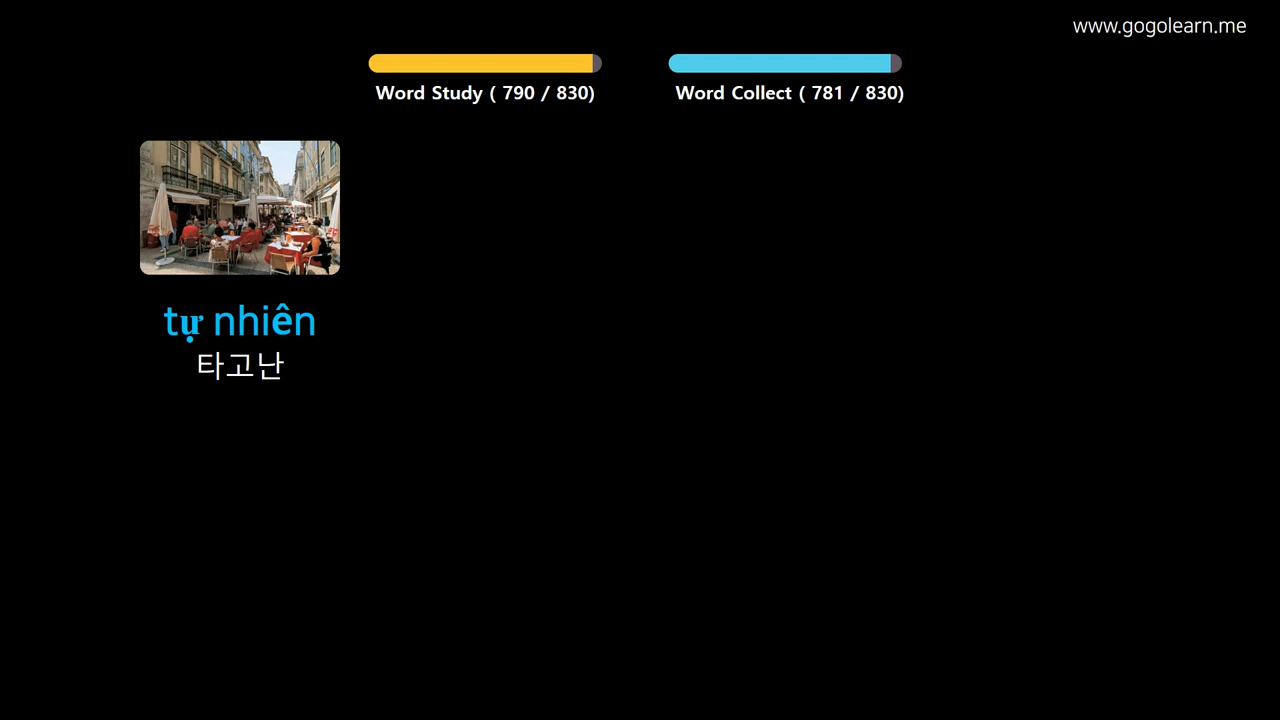 www.gogolearn.me
Word Study ( 790 / 830)
Word Collect ( 781 / 830)
tự nhiên
타고난